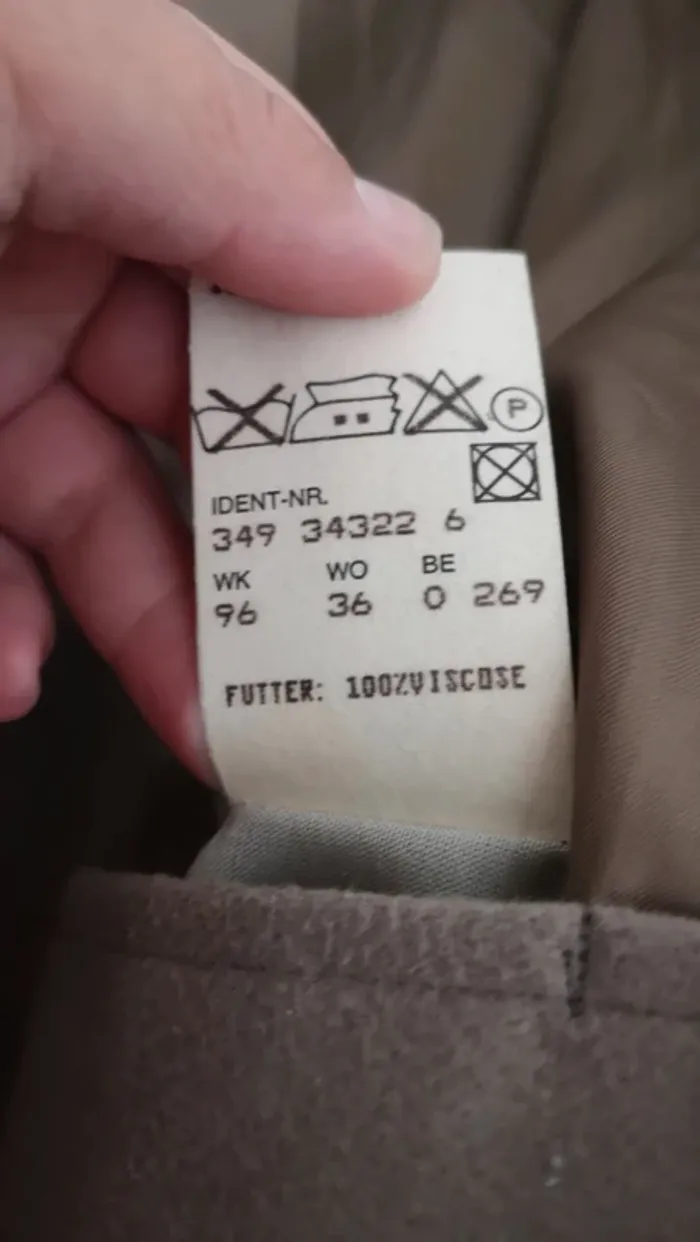 P
IDENT-NR.
349 34322 6
WK WO BE
96 36 0 269
FUTTER: 100%VISCOSE